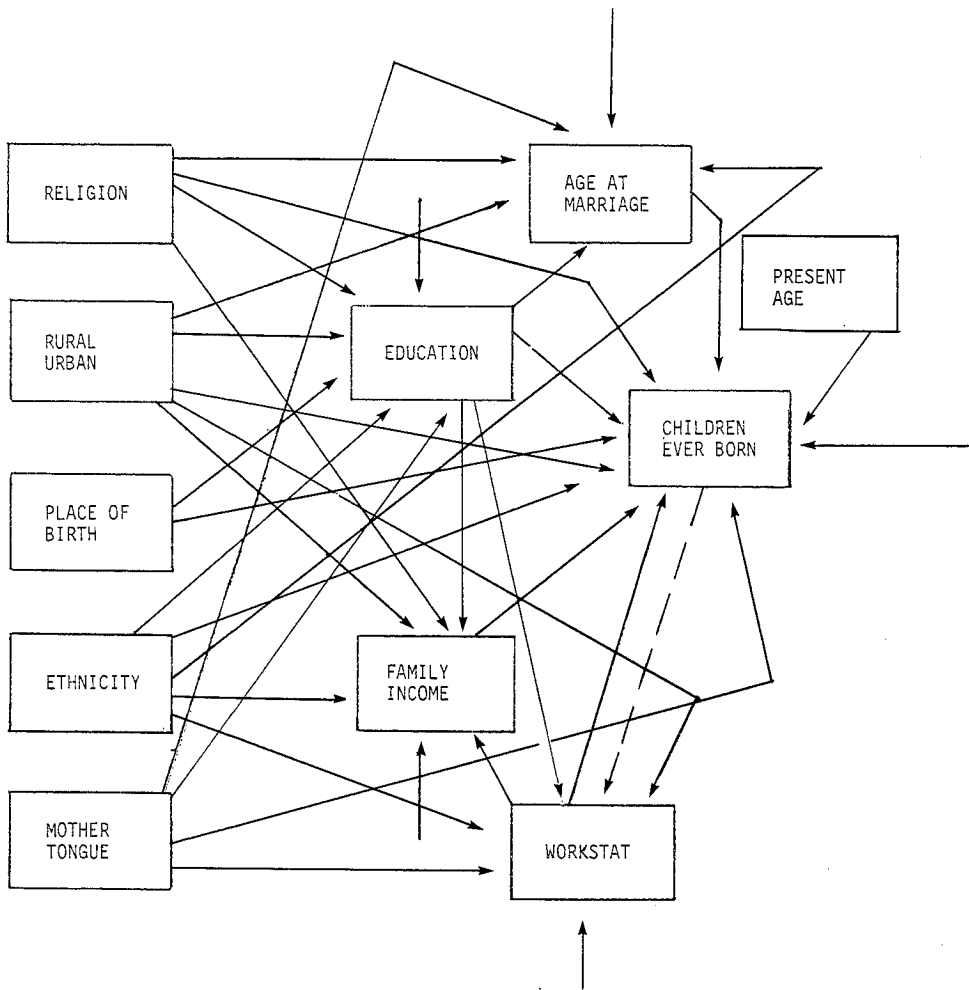 RELIGION
AGE AT
MARRIAGE
PRESENT
AGE
RURAL
URBAN
EDUCATION
CHILDREN
EVER BORN
PLACE OF
BIRTH
ETHNICITY
FAMILY
INCOME
MOTHER
TONGUE
WORKSTAT